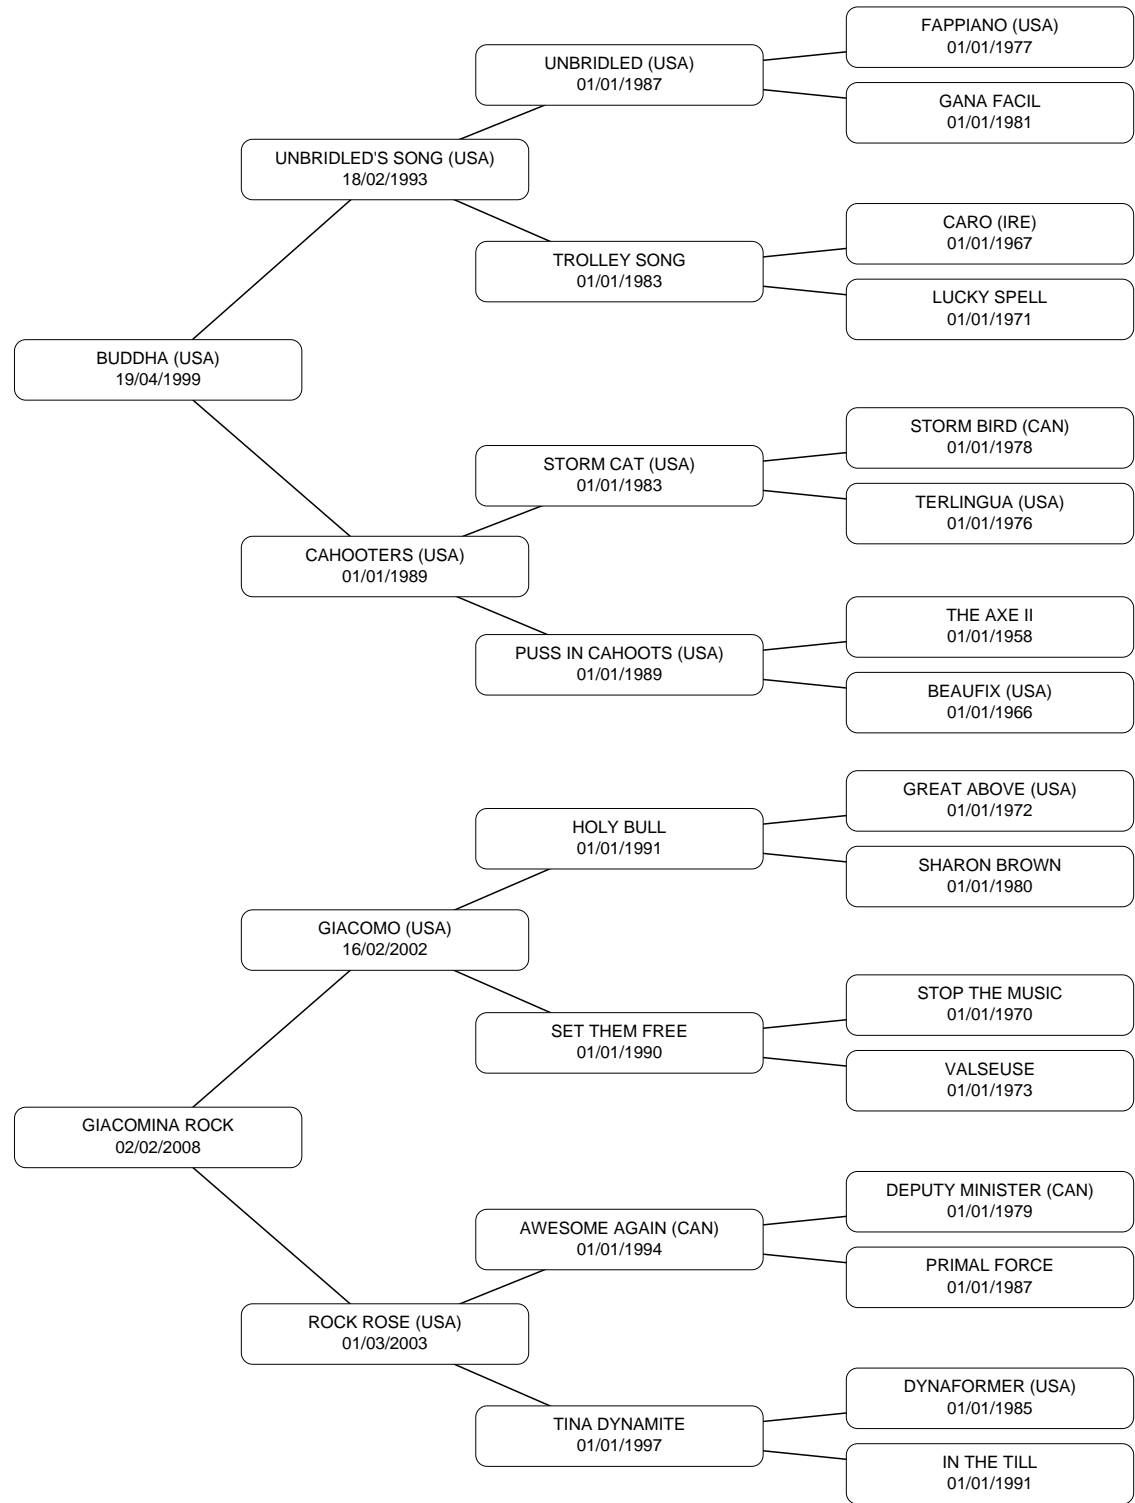 FAPPIANO (USA)
01/01/1977
UNBRIDLED (USA)
01/01/1987
GANA FACIL
01/01/1981
UNBRIDLED'S SONG (USA)
18/02/1993
CARO (IRE)
01/01/1967
TROLLEY SONG
01/01/1983
LUCKY SPELL
01/01/1971
BUDDHA (USA)
19/04/1999
STORM BIRD (CAN)
01/01/1978
STORM CAT (USA)
01/01/1983
TERLINGUA (USA)
01/01/1976
CAHOOTERS (USA)
01/01/1989
THE AXE II
01/01/1958
PUSS IN CAHOOTS (USA)
01/01/1989
BEAUFIX (USA)
01/01/1966
GREAT ABOVE (USA)
01/01/1972
HOLY BULL
01/01/1991
SHARON BROWN
01/01/1980
GIACOMO (USA)
16/02/2002
STOP THE MUSIC
01/01/1970
SET THEM FREE
01/01/1990
VALSEUSE
01/01/1973
GIACOMINA ROCK
02/02/2008
DEPUTY MINISTER (CAN)
01/01/1979
AWESOME AGAIN (CAN)
01/01/1994
PRIMAL FORCE
01/01/1987
ROCK ROSE (USA)
01/03/2003
DYNAFORMER (USA)
01/01/1985
TINA DYNAMITE
01/01/1997
IN THE TILL
01/01/1991